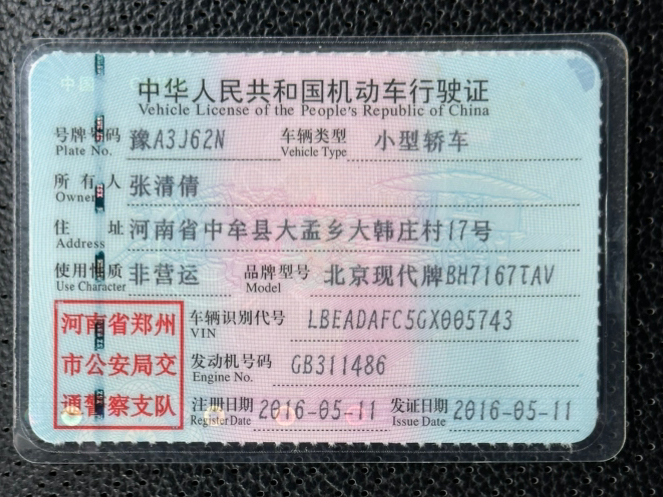 中华人民共和国机动车行驶证
Vehicle License of the People's Republic of China
号牌号码 豫A3J62N 车辆类型 小型轿车
Plate No. Vehicle Type
所有人 张清倩
Owner
住址 河南省中牟县大孟乡大韩庄村17号
Address
使用性质 非营运 品牌型号 北京现代牌BH7167TAV
Use Character Model
河南省郑州 车辆识别代号 LBEADAFC5GX005743
VIN
市公安局交 发动机号码 GB311486
Engine No.
通警察支队 注册日期 2016-05-11 发证日期 2016-05-11
Register Date Issue Date